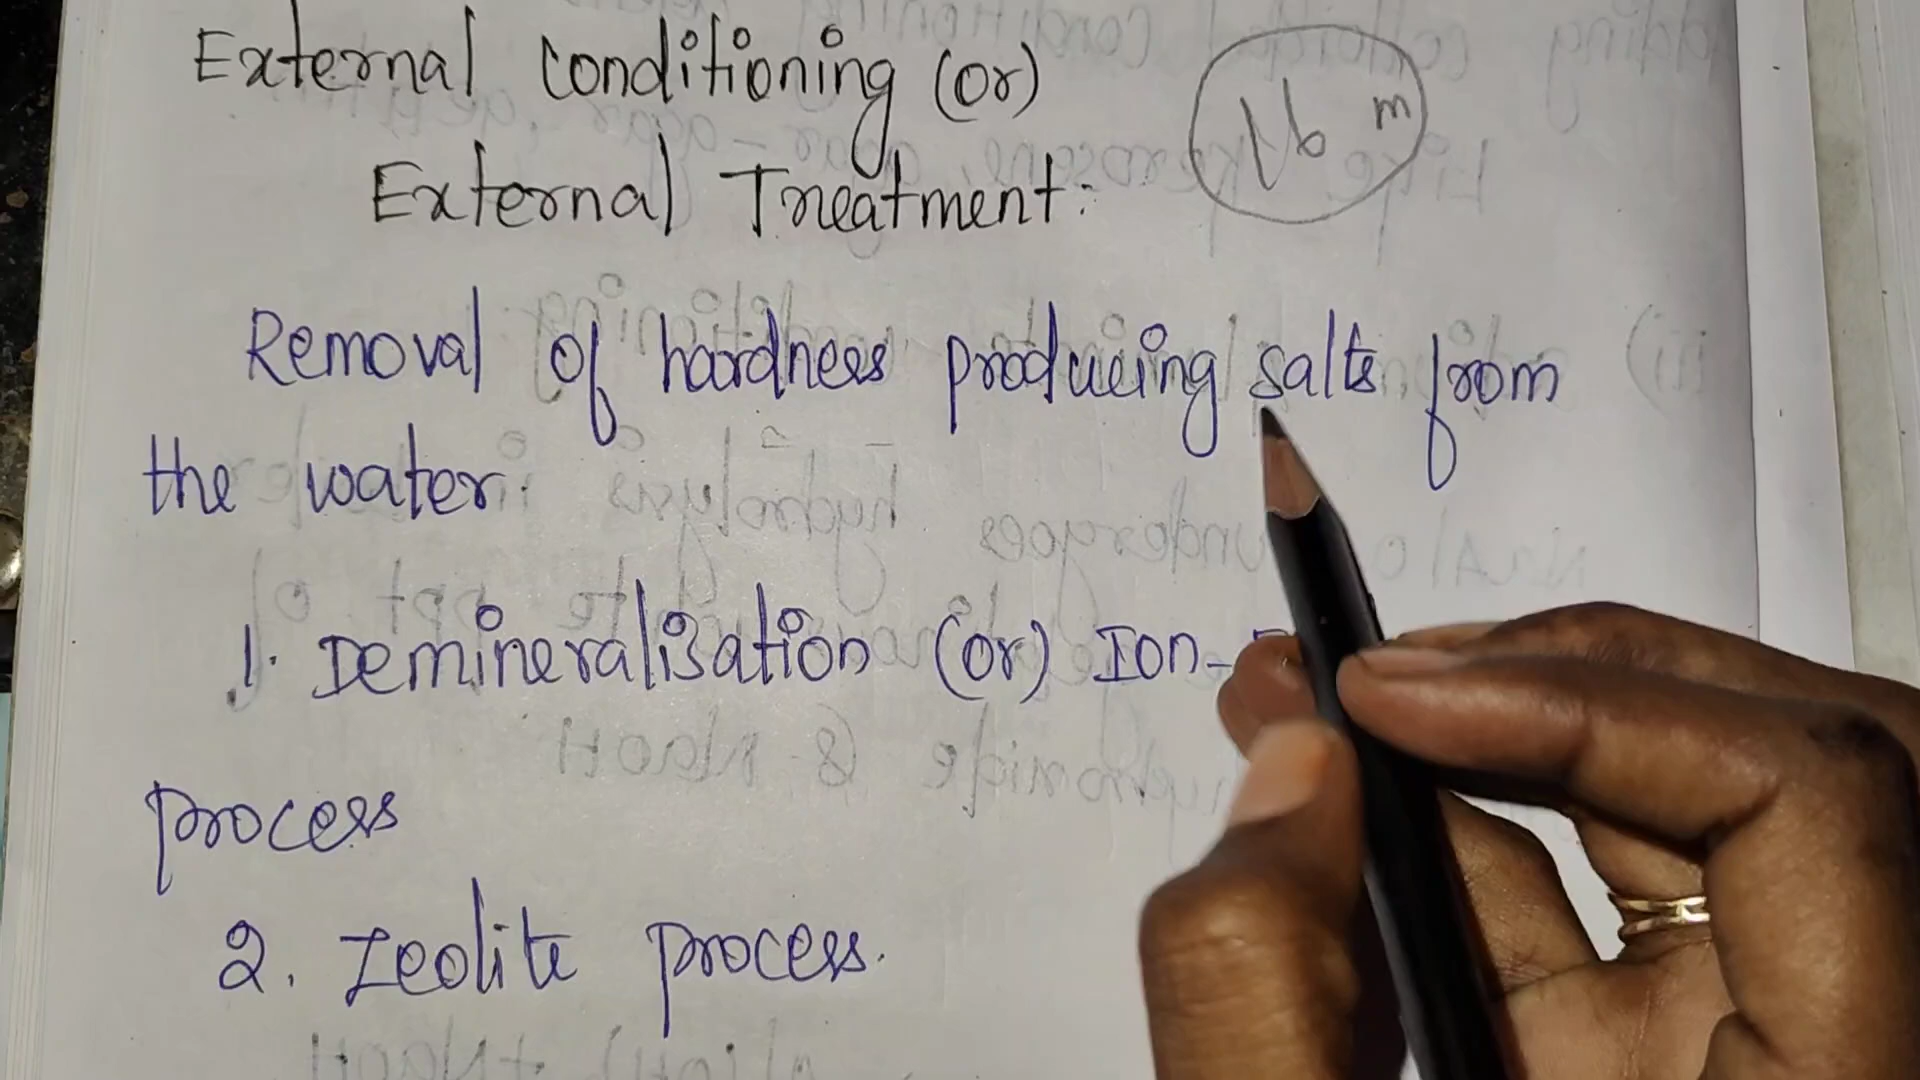 External conditioning (or)
16 m
External Treatment:
Removal of hardness producing salts from
the water.
1. Demineralisation (or) Ion-
process
2. Zeolite process.